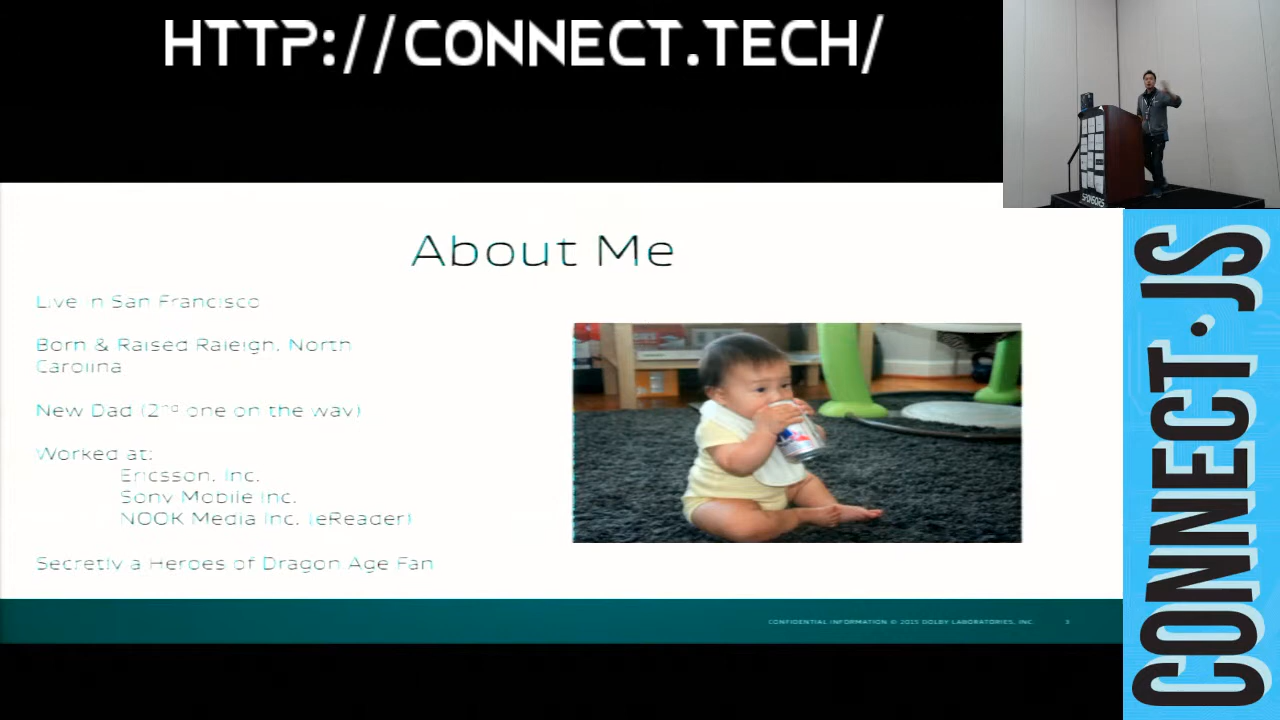 HTTP://CONNECT.TECH/
About Me
Live in San Francisco
Born & Raised Raleigh, North
Carolina
New Dad (2nd one on the way)
Worked at:
Ericsson, Inc.
Sony Mobile Inc.
NOOK Media Inc. (eReader)
Secretly a Heroes of Dragon Age Fan
CONFIDENTIAL INFORMATION © 2015 DOLBY LABORATORIES, INC.
3
SPONSORS
CONNECT.JS